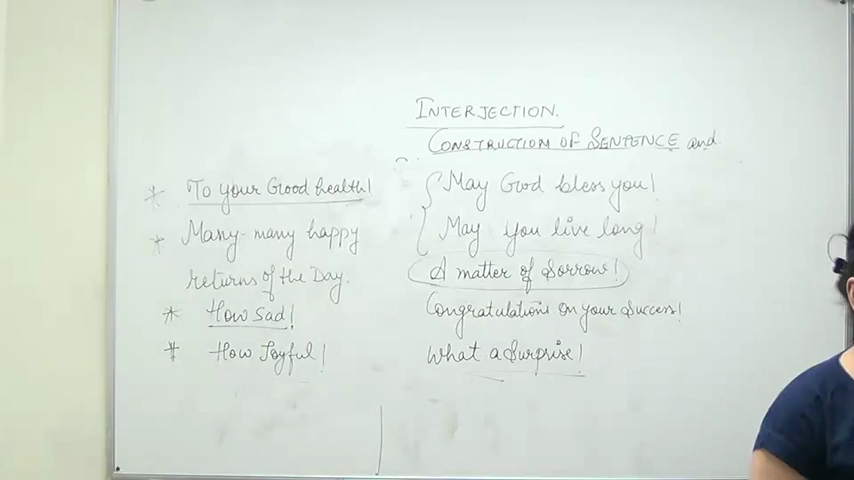 INTERJECTION.
CONSTRUCTION OF SENTENCE and
* To your Good health!
* Many-many happy
returns of the Day.
* How Sad!
* How Joyful!
May God bless you!
May you live long!
A matter of Sorrow!
Congratulations on your Success!
What a Surprise!